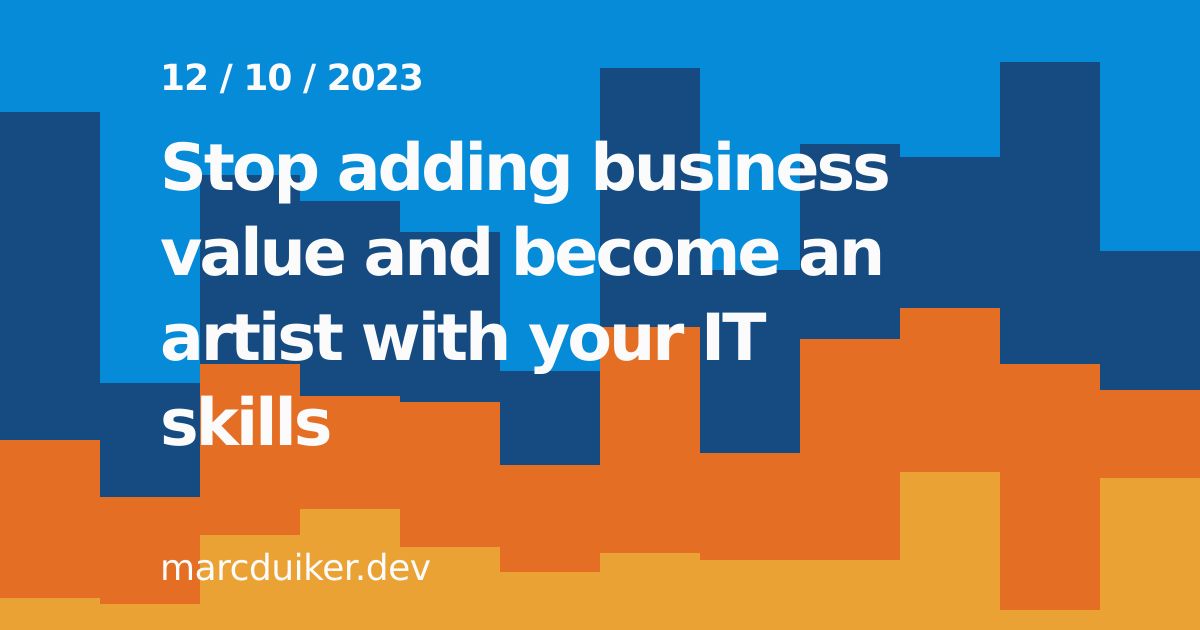 12 / 10 / 2023
Stop adding business
value and become an
artist with your IT
skills
marcduiker.dev